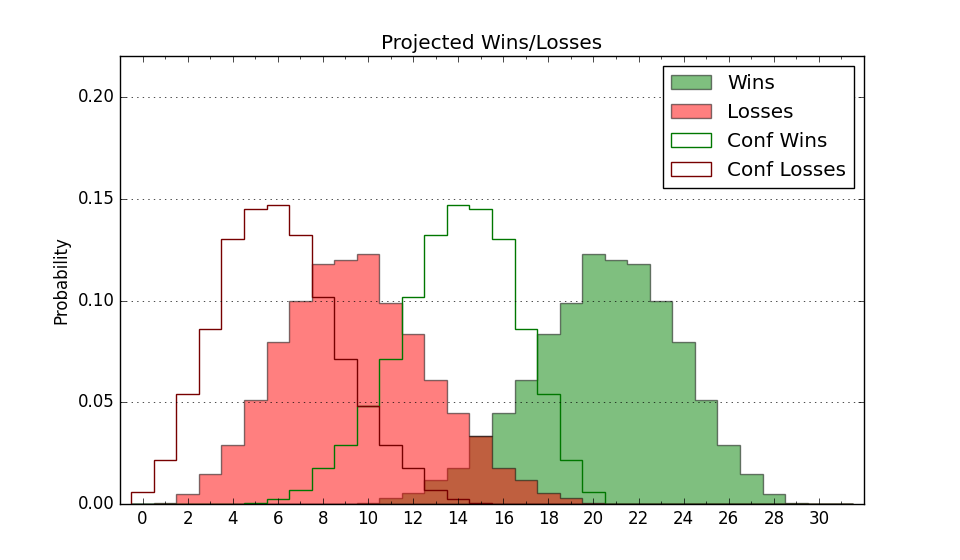 Projected Wins/Losses
Wins
Losses
Conf Wins
Conf Losses
Probability
0.20
0.15
0.10
0.05
0.00
0 2 4 6 8 10 12 14 16 18 20 22 24 26 28 30